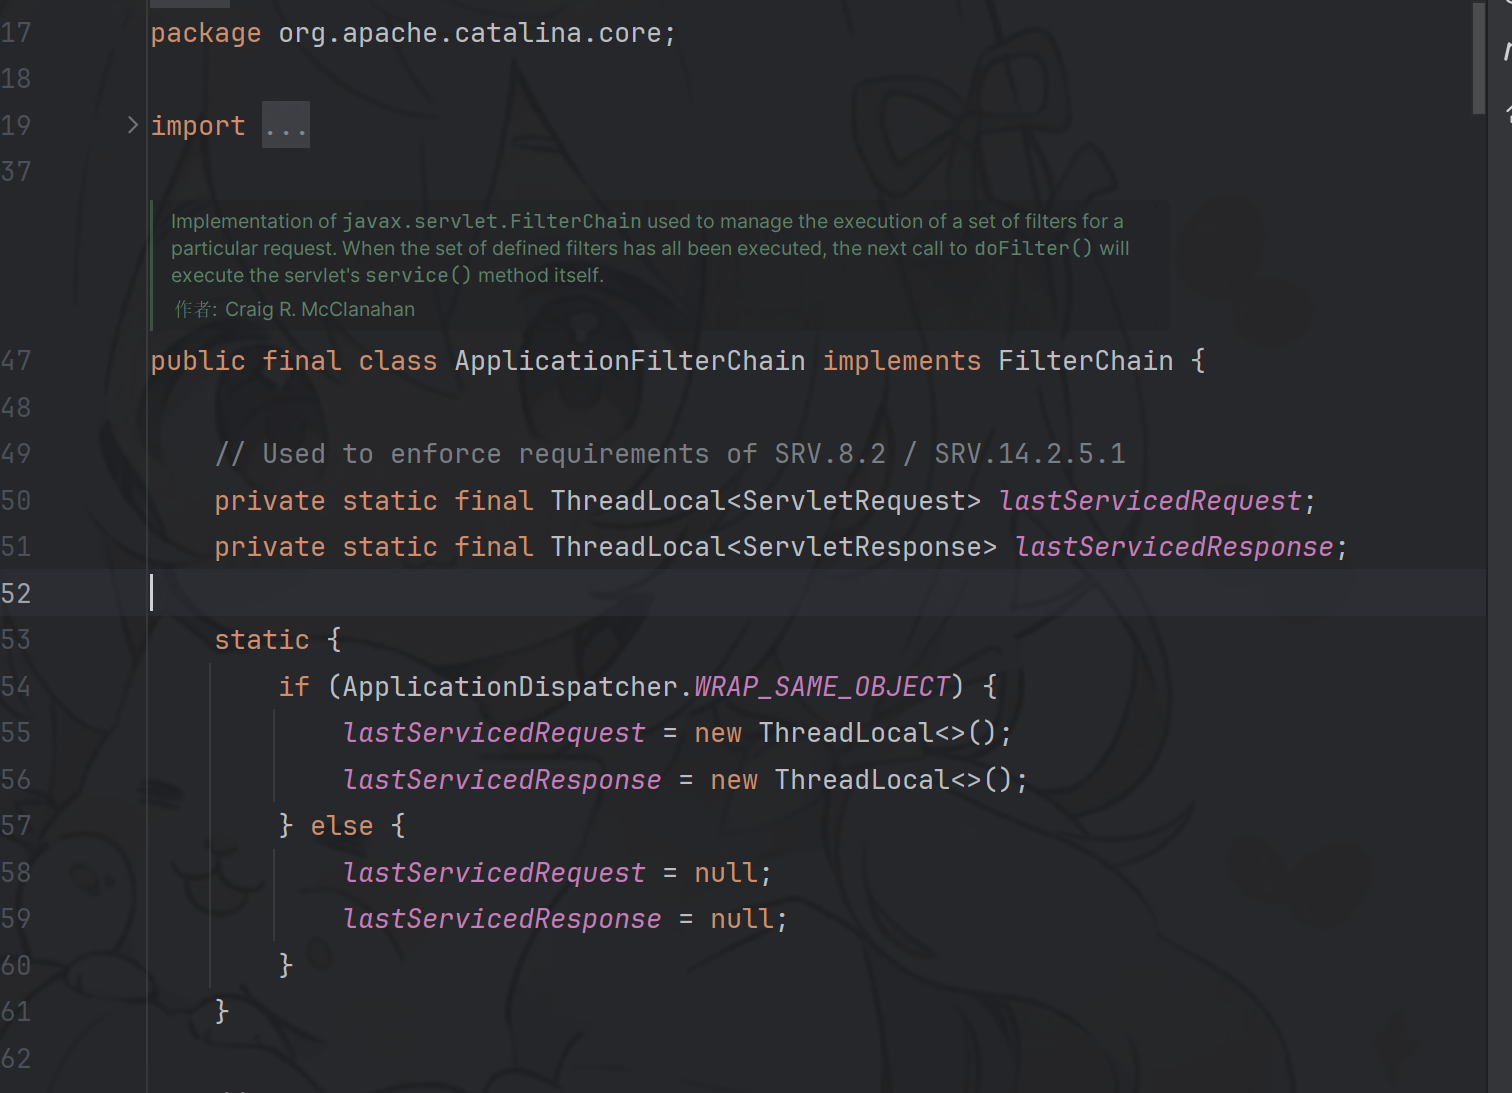 17 package org.apache.catalina.core;
18
19 import ...
37
Implementation of javax.servlet.FilterChain used to manage the execution of a set of filters for a
particular request. When the set of defined filters has all been executed, the next call to doFilter() will
execute the servlet's service() method itself.
作者: Craig R. McClanahan
47 public final class ApplicationFilterChain implements FilterChain {
48
49 // Used to enforce requirements of SRV.8.2 / SRV.14.2.5.1
50 private static final ThreadLocal<ServletRequest> lastServicedRequest;
51 private static final ThreadLocal<ServletResponse> lastServicedResponse;
52
53 static {
54 if (ApplicationDispatcher.WRAP_SAME_OBJECT) {
55 lastServicedRequest = new ThreadLocal<>();
56 lastServicedResponse = new ThreadLocal<>();
57 } else {
58 lastServicedRequest = null;
59 lastServicedResponse = null;
60 }
61 }
62